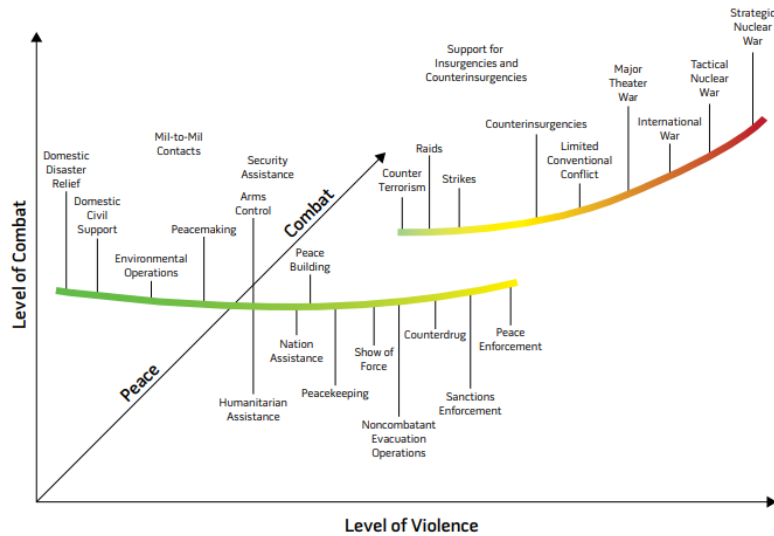 Strategic
Nuclear
War
Support for
Insurgencies and
Counterinsurgencies
Major
Theater
War
Tactical
Nuclear
War
Counterinsurgencies
International
War
Limited
Conventional
Conflict
Raids
Counter
Terrorism
Strikes
Mil-to-Mil
Contacts
Security
Assistance
Arms
Control
Domestic
Disaster
Relief
Domestic
Civil
Support
Environmental
Operations
Peacemaking
Combat
Peace
Peace
Building
Nation
Assistance
Humanitarian
Assistance
Peacekeeping
Show of
Force
Noncombatant
Evacuation
Operations
Counterdrug
Sanctions
Enforcement
Peace
Enforcement
Level of Combat
Level of Violence